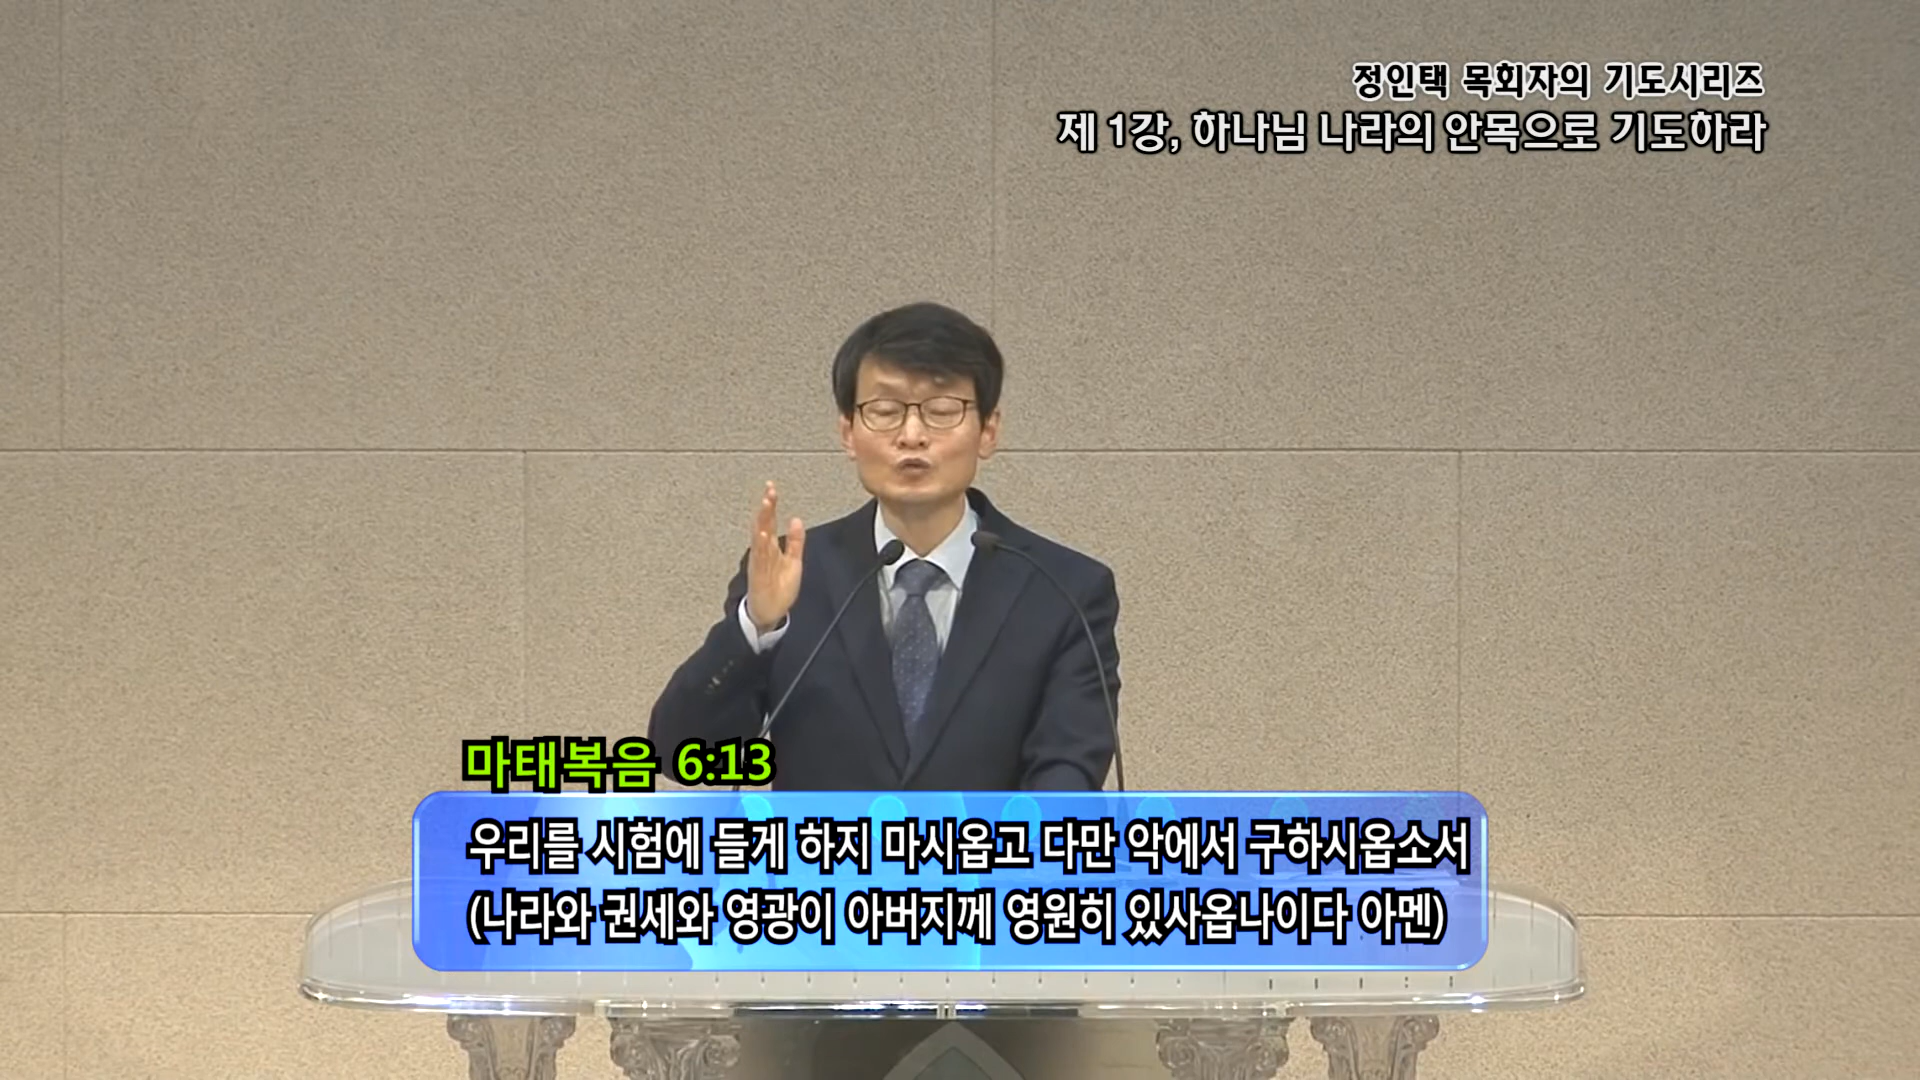 정인택 목회자의 기도시리즈
제 1강, 하나님 나라의 안목으로 기도하라
마태복음 6:13
우리를 시험에 들게 하지 마시옵고 다만 악에서 구하시옵소서
(나라와 권세와 영광이 아버지께 영원히 있사옵나이다 아멘)